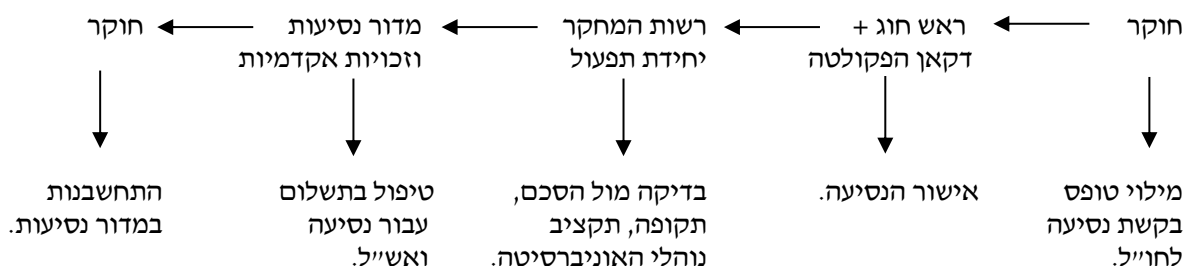 חוקר
ראש חוג +
דקאן הפקולטה
רשות המחקר
יחידת תפעול
מדור נסיעות
וזכויות אקדמיות
חוקר
מילוי טופס
בקשת נסיעה
לחו״ל.
אישור הנסיעה.
בדיקה מול הסכם,
תקופה, תקציב
נוהלי האוניברסיטה.
טיפול בתשלום
עבור נסיעה
ואש״ל.
התחשבנות
במדור נסיעות.